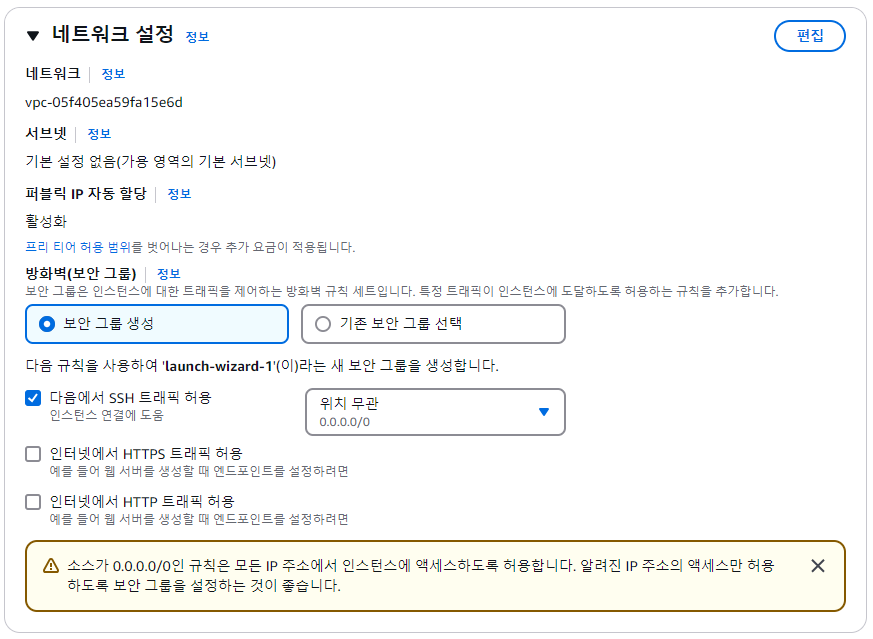 ▼ 네트워크 설정 정보
편집
네트워크 | 정보
vpc-05f405ea59fa15e6d
서브넷 | 정보
기본 설정 없음(가용 영역의 기본 서브넷)
퍼블릭 IP 자동 할당 | 정보
활성화
프리 티어 허용 범위를 벗어나는 경우 추가 요금이 적용됩니다.
방화벽(보안 그룹) | 정보
보안 그룹은 인스턴스에 대한 트래픽을 제어하는 방화벽 규칙 세트입니다. 특정 트래픽이 인스턴스에 도달하도록 허용하는 규칙을 추가합니다.
보안 그룹 생성
기존 보안 그룹 선택
다음 규칙을 사용하여 'launch-wizard-1'(이)라는 새 보안 그룹을 생성합니다.
다음에서 SSH 트래픽 허용
인스턴스 연결에 도움
위치 무관
0.0.0.0/0
인터넷에서 HTTPS 트래픽 허용
예를 들어 웹 서버를 생성할 때 엔드포인트를 설정하려면
인터넷에서 HTTP 트래픽 허용
예를 들어 웹 서버를 생성할 때 엔드포인트를 설정하려면
소스가 0.0.0.0/0인 규칙은 모든 IP 주소에서 인스턴스에 액세스하도록 허용합니다. 알려진 IP 주소의 액세스만 허용
하도록 보안 그룹을 설정하는 것이 좋습니다.